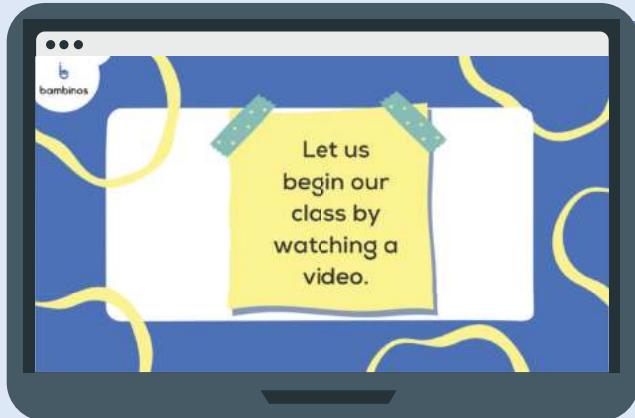 bambinos
Let us
begin our
class by
watching a
video.